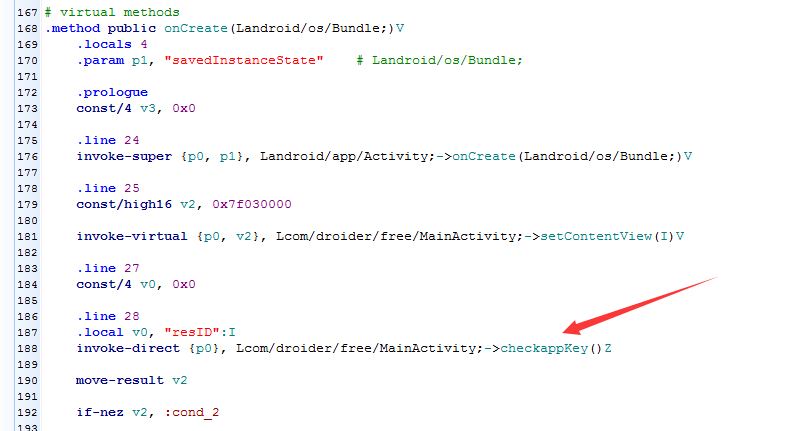 167 # virtual methods
168 .method public onCreate(Landroid/os/Bundle;)V
169     .locals 4
170     .param p1, "savedInstanceState"    # Landroid/os/Bundle;
171
172     .prologue
173     const/4 v3, 0x0
174
175     .line 24
176     invoke-super {p0, p1}, Landroid/app/Activity;->onCreate(Landroid/os/Bundle;)V
177
178     .line 25
179     const/high16 v2, 0x7f030000
180
181     invoke-virtual {p0, v2}, Lcom/droider/free/MainActivity;->setContentView(I)V
182
183     .line 27
184     const/4 v0, 0x0
185
186     .line 28
187     .local v0, "resID":I
188     invoke-direct {p0}, Lcom/droider/free/MainActivity;->checkappKey()Z
189
190     move-result v2
191
192     if-nez v2, :cond_2
193